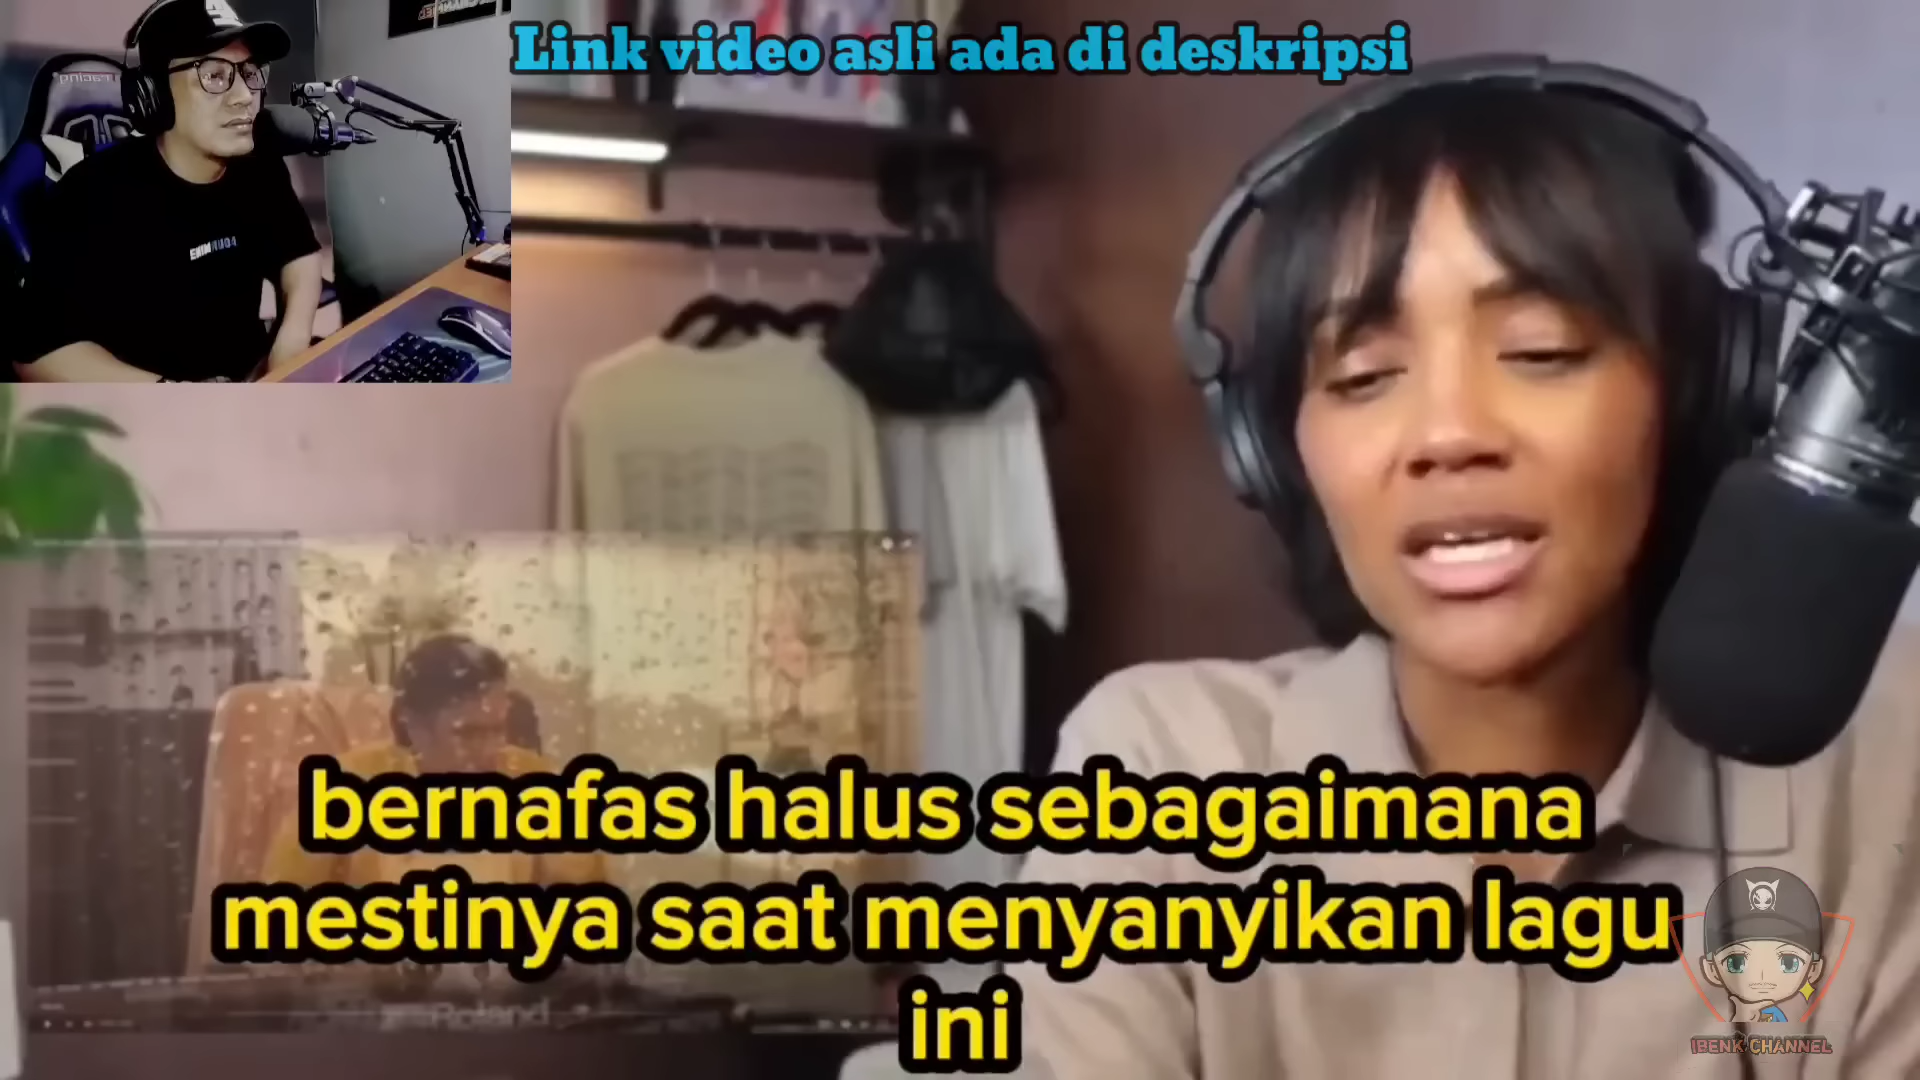 Link video asli ada di deskripsi
bernafas halus sebagaimana
mestinya saat menyanyikan lagu
ini
Roland
IBENK CHANNEL